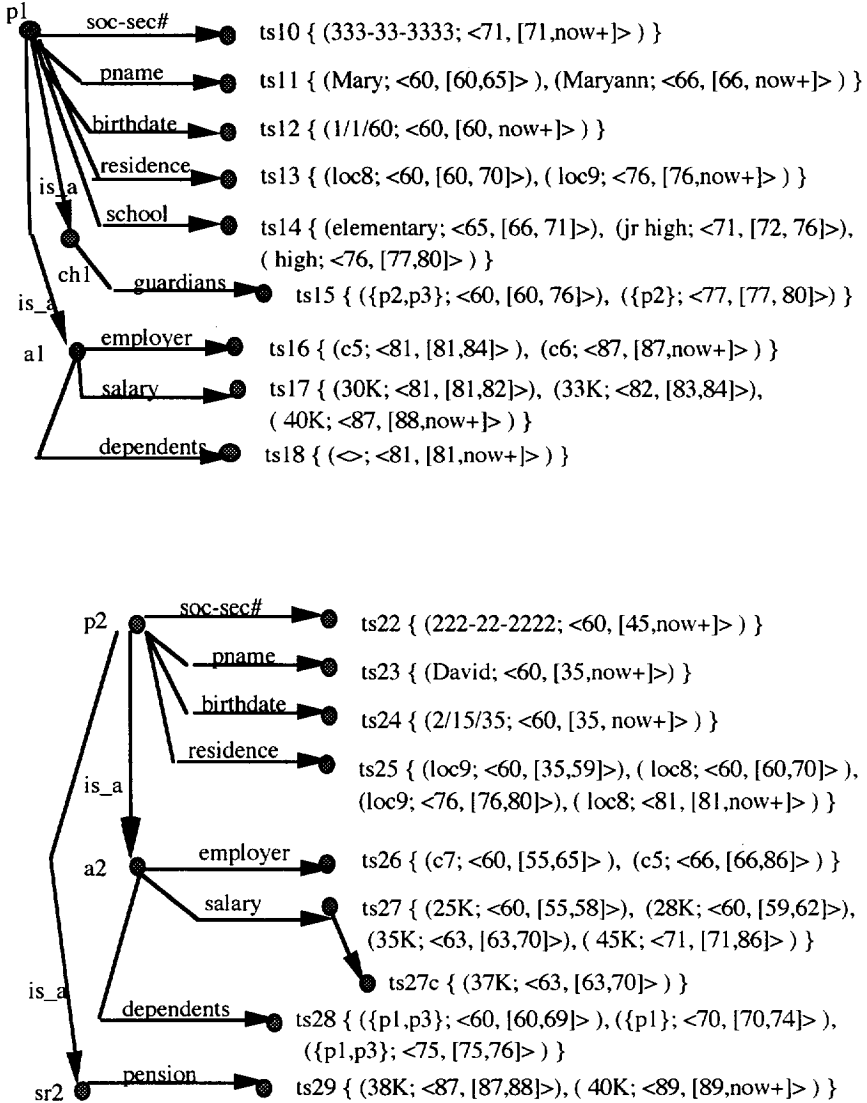 p1
soc-sec# ts10 { (333-33-3333; <71, [71,now+]> ) }
pname ts11 { (Mary; <60, [60,65]> ), (Maryann; <66, [66, now+]> ) }
birthdate ts12 { (1/1/60; <60, [60, now+]> ) }
residence ts13 { (loc8; <60, [60, 70]>), ( loc9; <76, [76,now+]> ) }
is_a
school ts14 { (elementary; <65, [66, 71]>), (jr high; <71, [72, 76]>),
( high; <76, [77,80]> ) }
ch1
guardians ts15 { ({p2,p3}; <60, [60, 76]>), ({p2}; <77, [77, 80]>) }
is_a
a1
employer ts16 { (c5; <81, [81,84]> ), (c6; <87, [87,now+]> ) }
salary ts17 { (30K; <81, [81,82]>), (33K; <82, [83,84]>),
( 40K; <87, [88,now+]> ) }
dependents ts18 { (<>; <81, [81,now+]> ) }
p2
soc-sec# ts22 { (222-22-2222; <60, [45,now+]> ) }
pname ts23 { (David; <60, [35,now+]>) }
birthdate ts24 { (2/15/35; <60, [35, now+]> ) }
residence ts25 { (loc9; <60, [35,59]>), ( loc8; <60, [60,70]> ),
(loc9; <76, [76,80]>), ( loc8; <81, [81,now+]> ) }
is_a
a2
employer ts26 { (c7; <60, [55,65]> ), (c5; <66, [66,86]> ) }
salary ts27 { (25K; <60, [55,58]>), (28K; <60, [59,62]>),
(35K; <63, [63,70]>), ( 45K; <71, [71,86]> ) }
ts27c { (37K; <63, [63,70]> ) }
is_a
dependents ts28 { ({p1,p3}; <60, [60,69]> ), ({p1}; <70, [70,74]> ),
({p1,p3}; <75, [75,76]> ) }
sr2
pension ts29 { (38K; <87, [87,88]>), ( 40K; <89, [89,now+]> ) }